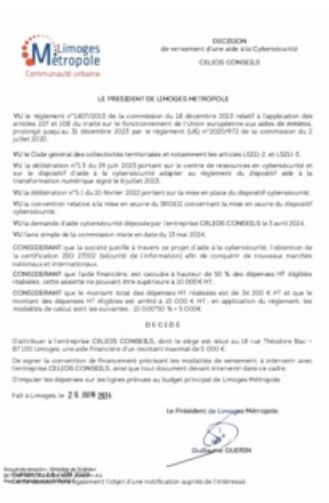 Limoges
Métropole
Communauté urbaine
DECISION
de versement d'une aide à la Cybersécurité
CELIOS CONSEILS
LE PRESIDENT DE LIMOGES METROPOLE
VU le règlement n°1407/2013 de la commission du 18 décembre 2013 relatif à l'application des
articles 107 et 108 du traité sur le fonctionnement de l'Union européenne aux aides de minimis,
prolongé jusqu'au 31 décembre 2023 par le règlement (UE) n°2020/972 de la commission du 2
juillet 2020,
VU le Code général des collectivités territoriales et notamment les articles L5211-2, et L5211-3,
VU la délibération n°1.3 du 29 juin 2023 portant sur le centre de ressources en cybersécurité et
sur le dispositif d'aide à la cybersécurité adapter au règlement du dispositif aide à la
transformation numérique signé le 6 juillet 2023,
VU la délibération n°5.1 du 10 février 2022 portant sur la mise en place du dispositif cybersécurité,
VU la convention relative à la mise en œuvre du concernant la mise en œuvre du dispositif
cybersécurité,
VU la demande d'aide cybersécurité déposée par l'entreprise CELIOS CONSEILS le 3 avril 2024,
VU l'avis simple de la commission mixte en date du 13 mai 2024,
CONSIDERANT que la société justifie à travers ce projet d'aide à la cybersécurité l'obtention de
la certification ISO (sécurité de l'information) afin de conquérir de nouveaux marchés
nationaux et internationaux,
CONSIDERANT que l'aide financière est calculée à hauteur de 50 % des dépenses HT éligibles
réalisées, cette assiette ne pouvant être supérieure à 10 000€ HT,
CONSIDERANT que le montant total des dépenses HT réalisées est de 34 200 € HT et que le
montant des dépenses HT éligibles est arrêté à 10 000 € HT, en application du règlement, les
modalités de calcul sont les suivantes : 10 000*50 % = 5 000€
DECIDE
D'attribuer à l'entreprise CELIOS CONSEILS, dont le siège est situé au 18 rue Théodore Bac -
87100 Limoges, une aide financière d'un montant maximal de 5 000 €,
De signer la convention de financement précisant les modalités de versement, à intervenir avec
l'entreprise CELIOS CONSEILS, ainsi que tout document devant intervenir dans ce cadre,
D'imputer les dépenses sur les lignes prévues au budget principal de Limoges Métropole.
Fait à Limoges, le 26 JUIN 2024
Le Président de Limoges Métropole,
Guillaume GUERIN
également l'objet d'une notification auprès de l'intéressé.